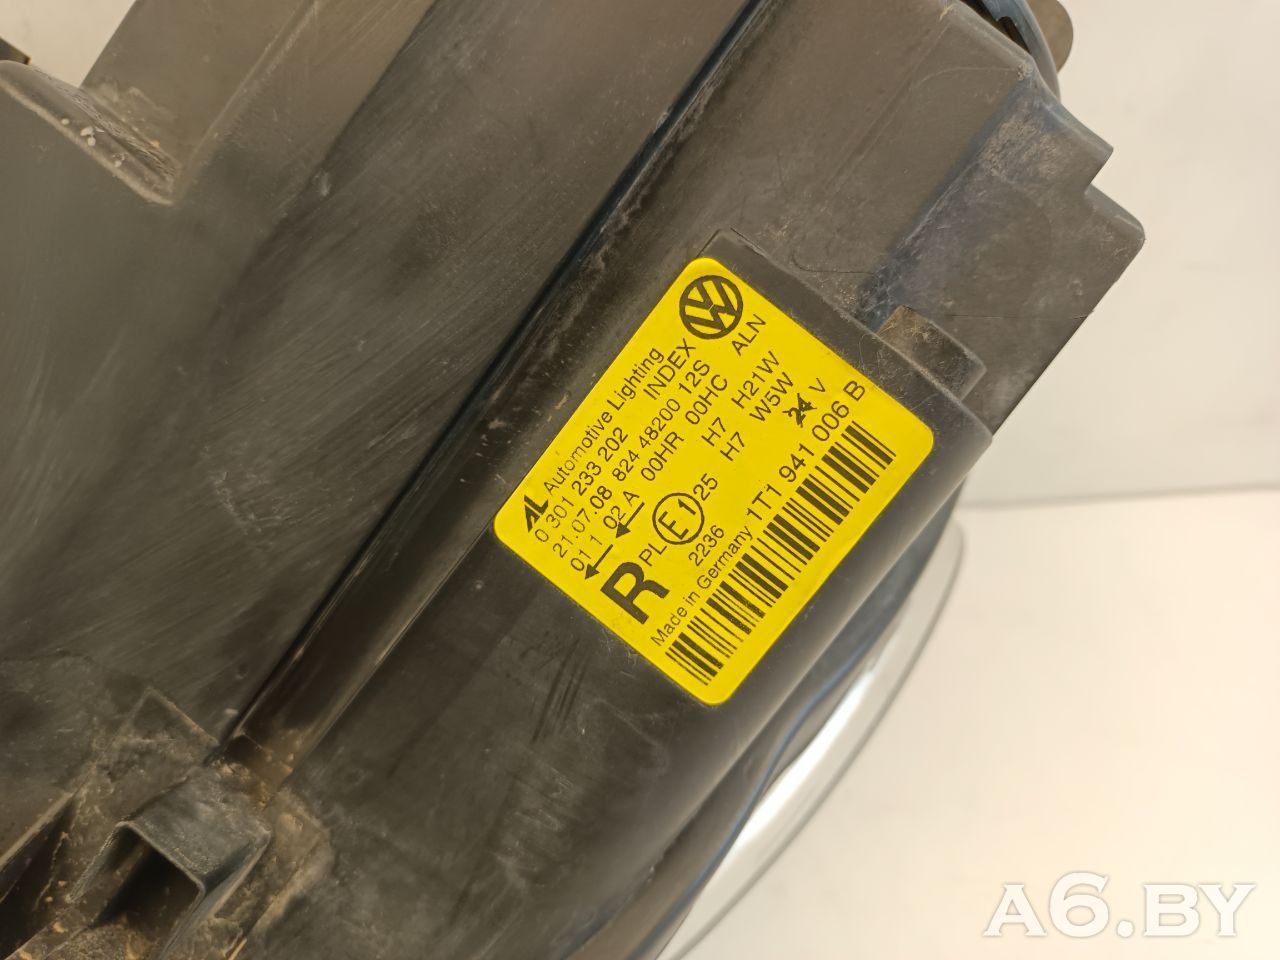 AL Automotive Lighting
0 301 233 202 INDEX
21.07.08 824 48200 12S ALN
01 1 02 A 00HR 00HC
R PL E1 25 H7 H21W
2236 H7 W5W
24 V
Made in Germany 1T1 941 006 B
A6.BY